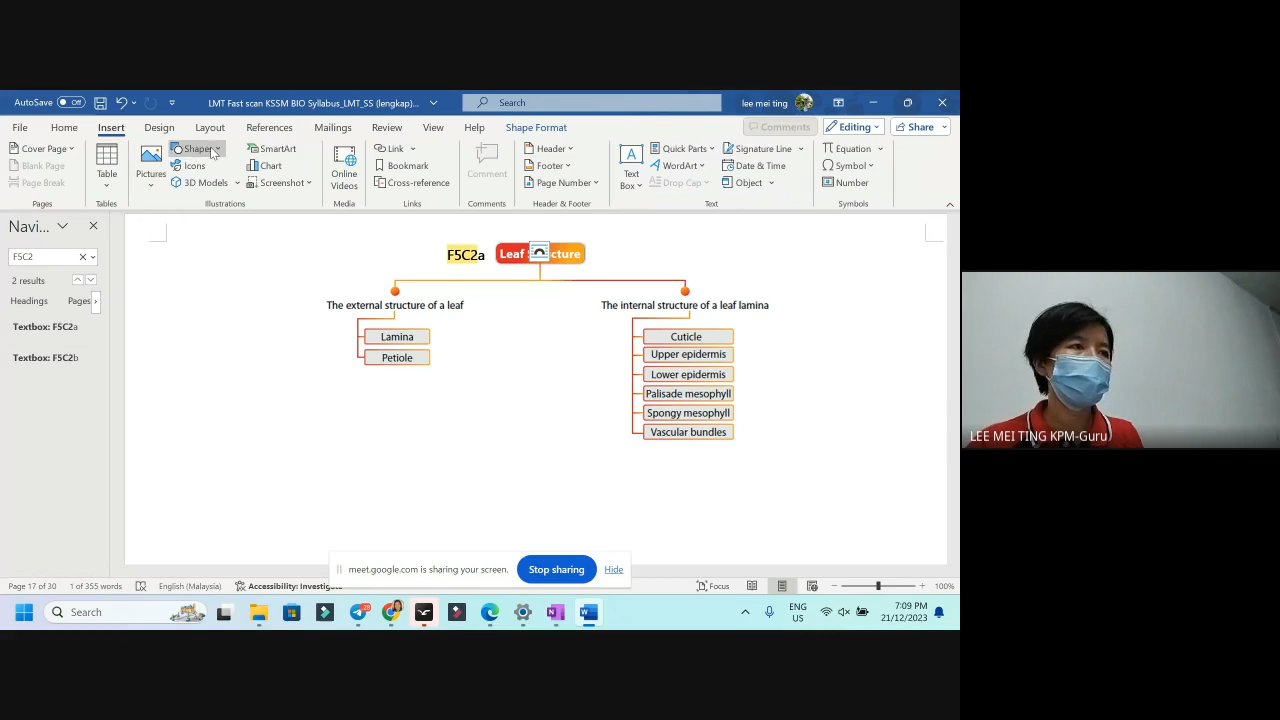 AutoSave Off LMT Fast scan KSSM BIO Syllabus_LMT_SS (lengkap)... Search lee mei ting
File Home Insert Design Layout References Mailings Review View Help Shape Format Comments Editing Share
Cover Page
Blank Page
Page Break
Pages
Table
Tables
Pictures
Shapes
Icons
3D Models
SmartArt
Chart
Screenshot
Illustrations
Online Videos
Media
Link
Bookmark
Cross-reference
Links
Comment
Comments
Header
Footer
Page Number
Header & Footer
Text Box
Quick Parts
WordArt
Drop Cap
Signature Line
Date & Time
Object
Text
Equation
Symbol
Number
Symbols
Navi...
F5C2
2 results
Headings Pages
Textbox: F5C2a
Textbox: F5C2b
F5C2a
The external structure of a leaf
Lamina
Petiole
The internal structure of a leaf lamina
Cuticle
Upper epidermis
Lower epidermis
Palisade mesophyll
Spongy mesophyll
Vascular bundles
meet.google.com is sharing your screen. Stop sharing Hide
Page 17 of 30 1 of 355 words English (Malaysia) Accessibility: Investigate Focus 100%
Search
28
ENG
US
7:09 PM
21/12/2023
LEE MEI TING KPM-Guru